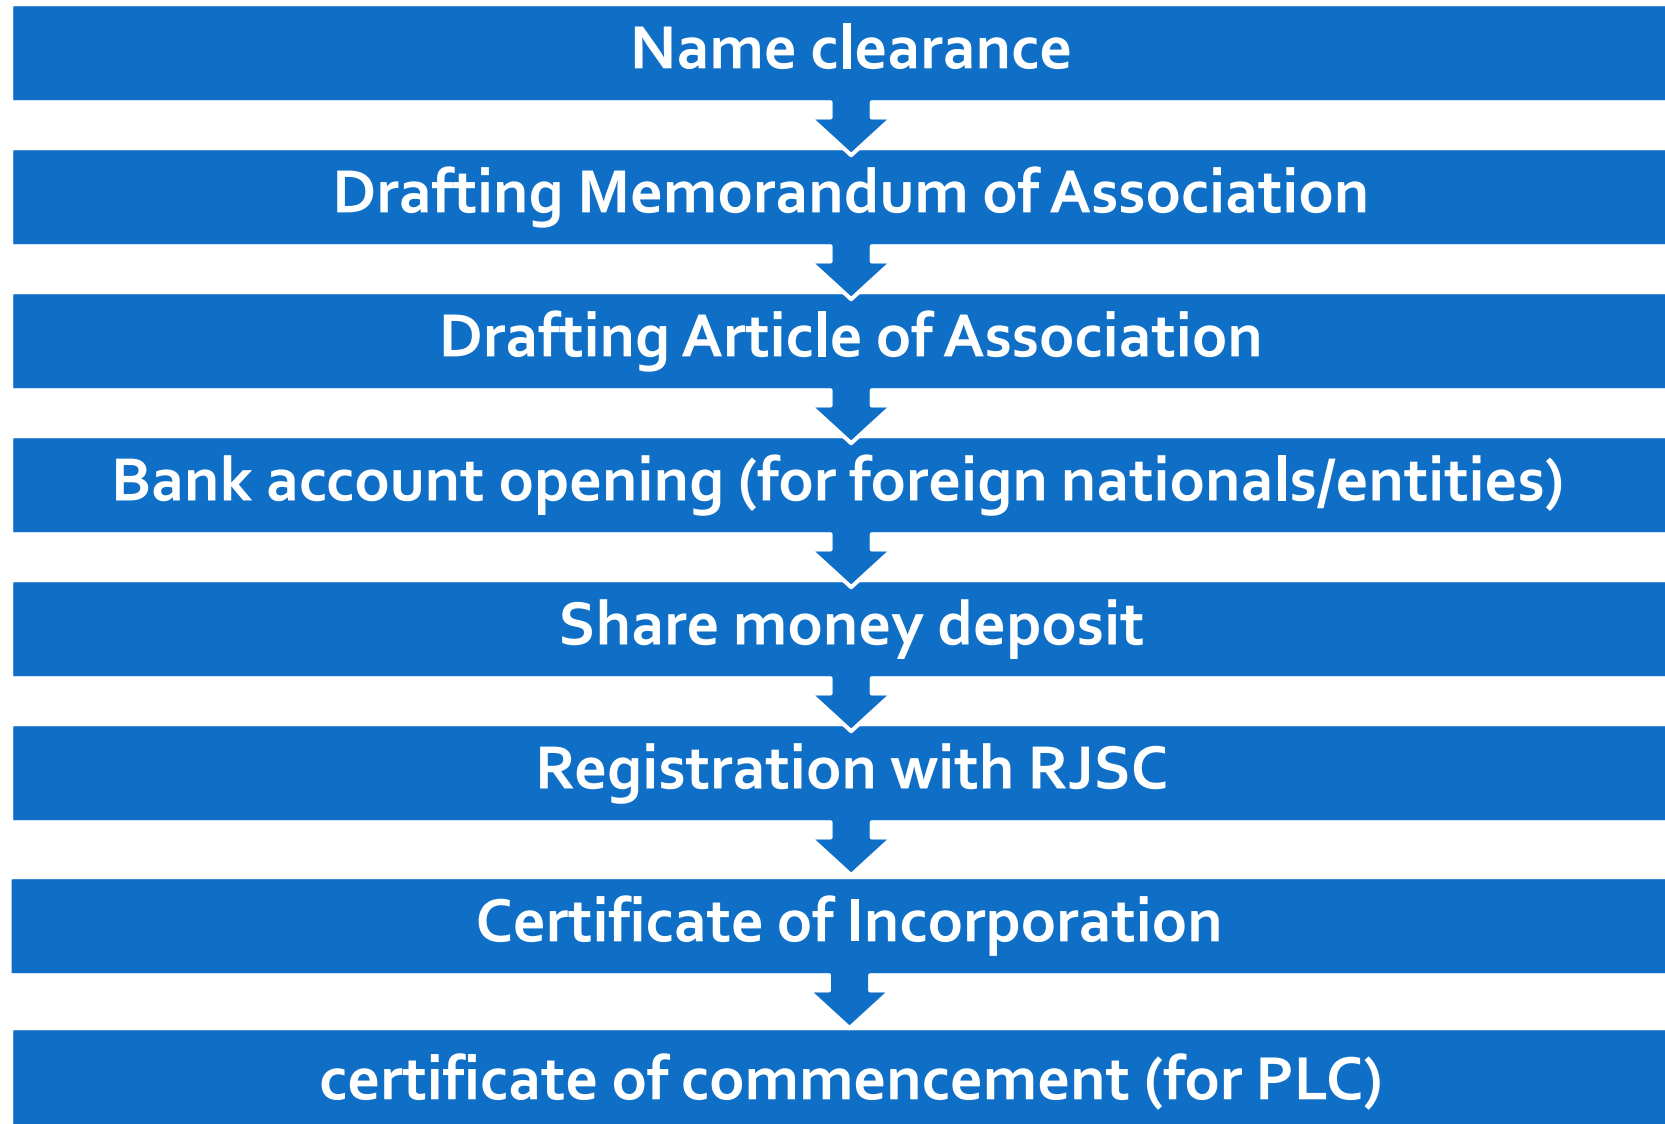 Name clearance
Drafting Memorandum of Association
Drafting Article of Association
Bank account opening (for foreign nationals/entities)
Share money deposit
Registration with RJSC
Certificate of Incorporation
certificate of commencement (for PLC)